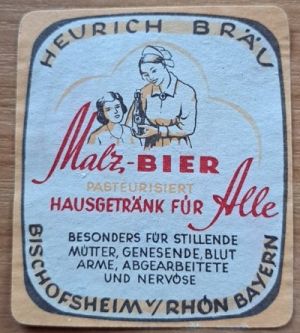 HEURICH BRÄU
Malz-BIER
PASTEURISIERT
HAUSGETRÄNK FÜR Alle
BESONDERS FÜR STILLENDE
MÜTTER, GENESENDE, BLUT
ARME, ABGEARBEITETE
UND NERVÖSE
BISCHOFSHEIM V/RHÖN BAYERN